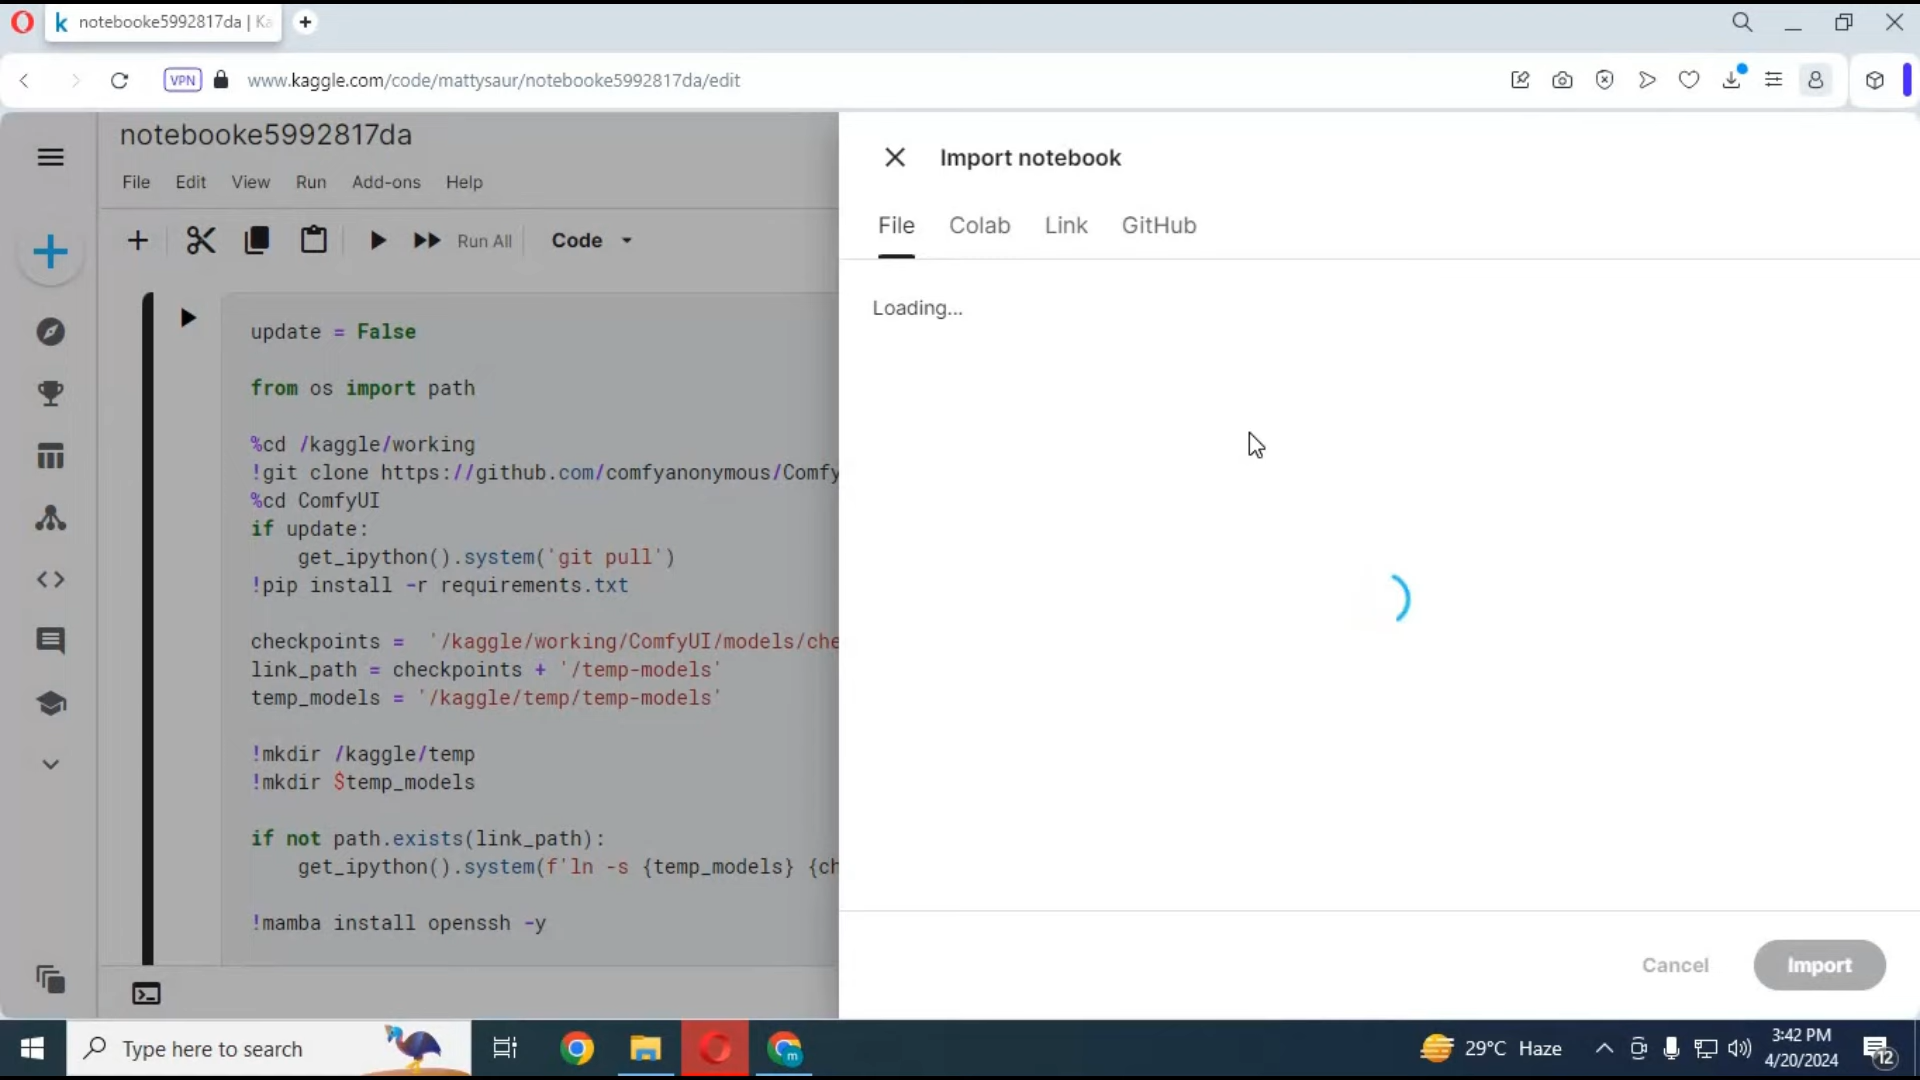 notebooke5992817da | Ka
VPN
www.kaggle.com/code/mattysaur/notebooke5992817da/edit
notebooke5992817da
File Edit View Run Add-ons Help
Run All Code
update = False
from os import path
%cd /kaggle/working
!git clone https://github.com/comfyanonymous/Comfy
%cd ComfyUI
if update:
get_ipython().system('git pull')
!pip install -r requirements.txt
checkpoints = '/kaggle/working/ComfyUI/models/che
link_path = checkpoints + '/temp-models'
temp_models = '/kaggle/temp/temp-models'
!mkdir /kaggle/temp
!mkdir $temp_models
if not path.exists(link_path):
get_ipython().system(f'ln -s {temp_models} {ch
!mamba install openssh -y
Import notebook
File Colab Link GitHub
Loading...
Cancel Import
Type here to search
m
29°C Haze
3:42 PM
4/20/2024
12